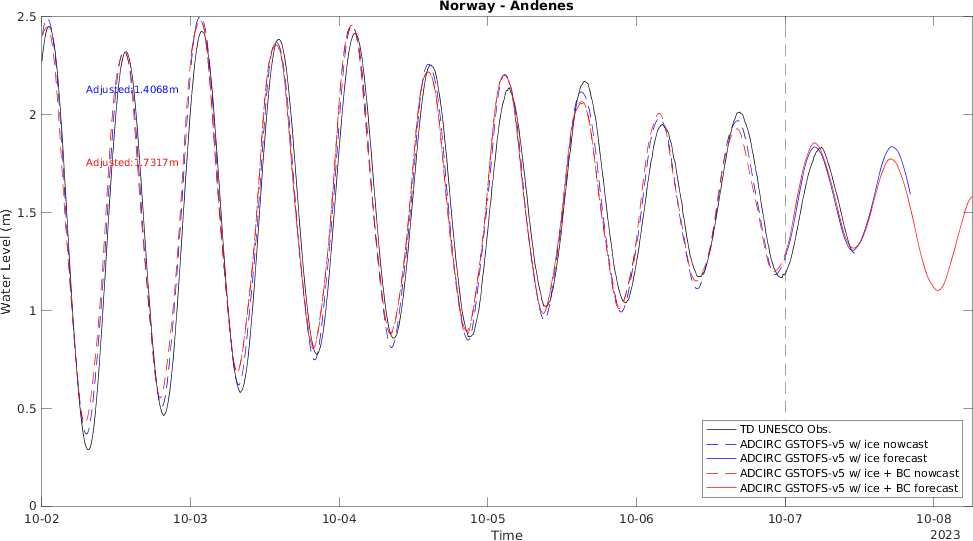 Norway - Andenes
2.5
2
1.5
1
0.5
0
Water Level (m)
Adjusted:1.4068m
Adjusted:1.7317m
TD UNESCO Obs.
ADCIRC GSTOFS-v5 w/ ice nowcast
ADCIRC GSTOFS-v5 w/ ice forecast
ADCIRC GSTOFS-v5 w/ ice + BC nowcast
ADCIRC GSTOFS-v5 w/ ice + BC forecast
10-02 10-03 10-04 10-05 10-06 10-07 10-08
Time
2023